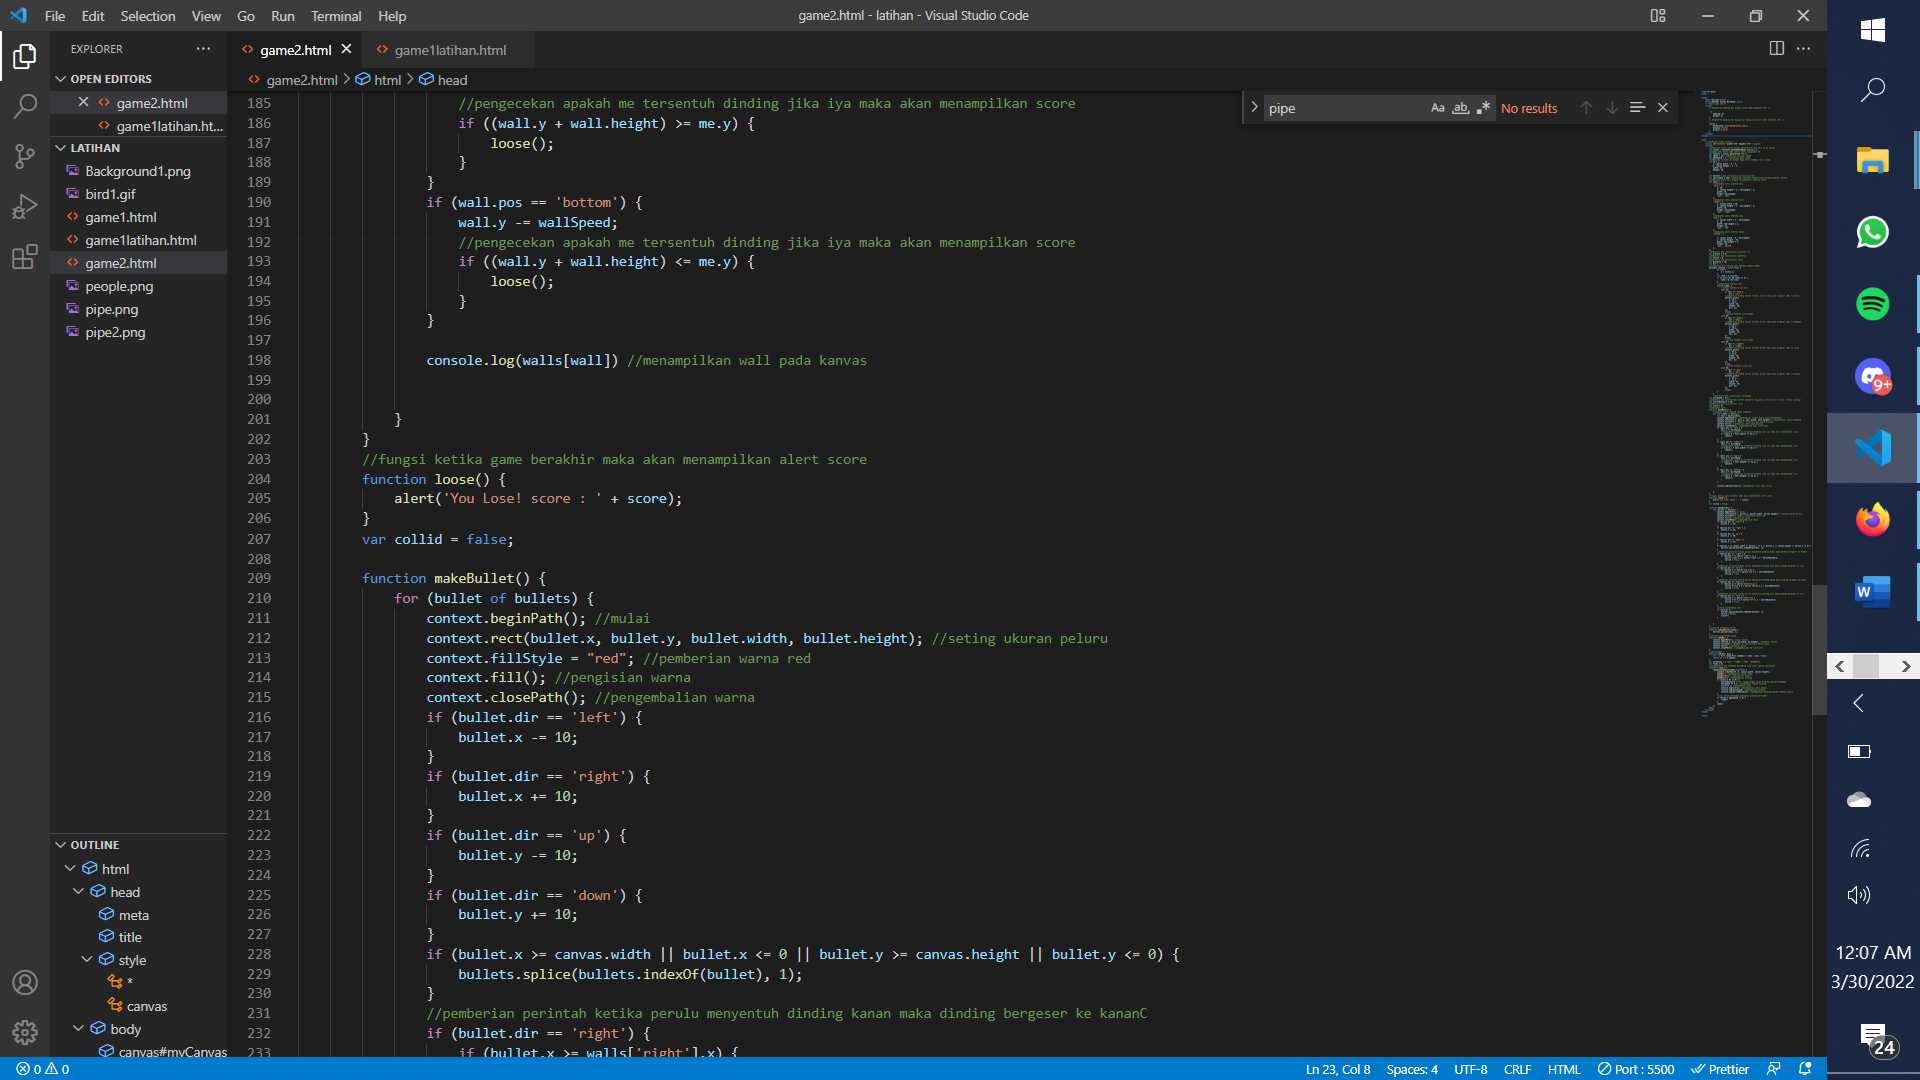 File Edit Selection View Go Run Terminal Help
game2.html - latihan - Visual Studio Code
EXPLORER
OPEN EDITORS
game2.html
game1latihan.ht...
LATIHAN
Background1.png
bird1.gif
game1.html
game1latihan.html
game2.html
people.png
pipe.png
pipe2.png
OUTLINE
html
head
meta
title
style
*
canvas
body
canvas#myCanvas
game2.html game1latihan.html
game2.html > html > head
pipe Aa ab No results
185 //pengecekan apakah me tersentuh dinding jika iya maka akan menampilkan score
186 if ((wall.y + wall.height) >= me.y) {
187 loose();
188 }
189 }
190 if (wall.pos == 'bottom') {
191 wall.y -= wallSpeed;
192 //pengecekan apakah me tersentuh dinding jika iya maka akan menampilkan score
193 if ((wall.y + wall.height) <= me.y) {
194 loose();
195 }
196 }
197
198 console.log(walls[wall]) //menampilkan wall pada kanvas
199
200
201 }
202 }
203 //fungsi ketika game berakhir maka akan menampilkan alert score
204 function loose() {
205 alert('You Lose! score : ' + score);
206 }
207 var collid = false;
208
209 function makeBullet() {
210 for (bullet of bullets) {
211 context.beginPath(); //mulai
212 context.rect(bullet.x, bullet.y, bullet.width, bullet.height); //seting ukuran peluru
213 context.fillStyle = "red"; //pemberian warna red
214 context.fill(); //pengisian warna
215 context.closePath(); //pengembalian warna
216 if (bullet.dir == 'left') {
217 bullet.x -= 10;
218 }
219 if (bullet.dir == 'right') {
220 bullet.x += 10;
221 }
222 if (bullet.dir == 'up') {
223 bullet.y -= 10;
224 }
225 if (bullet.dir == 'down') {
226 bullet.y += 10;
227 }
228 if (bullet.x >= canvas.width || bullet.x <= 0 || bullet.y >= canvas.height || bullet.y <= 0) {
229 bullets.splice(bullets.indexOf(bullet), 1);
230 }
231 //pemberian perintah ketika perulu menyentuh dinding kanan maka dinding bergeser ke kananC
232 if (bullet.dir == 'right') {
233 if (bullet.x >= walls['right'].x) {
0 0
Ln 23, Col 8 Spaces: 4 UTF-8 CRLF HTML Port : 5500 Prettier
9+
W
12:07 AM
3/30/2022
24